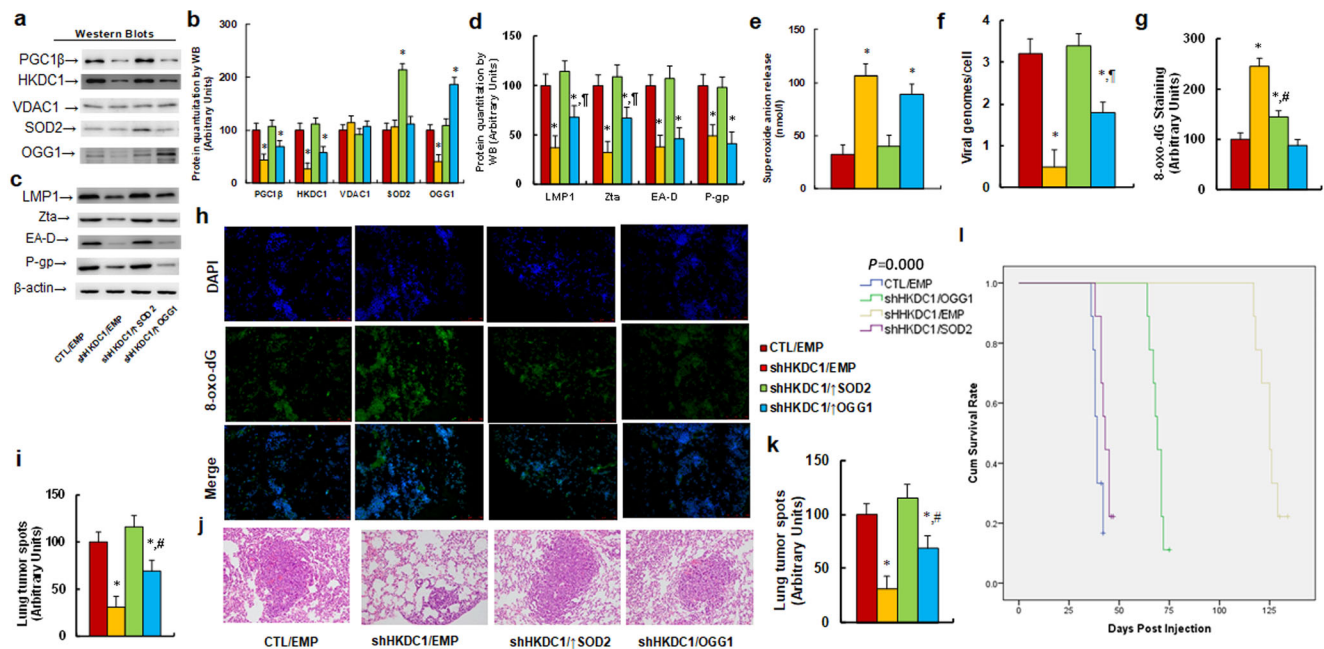 a
Western Blots
PGC1β→
HKDC1→
VDAC1 →
SOD2 →
OGG1→
b
Protein quantitation by WB
(Arbitrary Units)
300
200
100
0
*
*
*
*
*
*
*
PGC1β HKDC1 VDAC1 SOD2 OGG1
c
LMP1→
Zta→
EA-D→
P-gp→
β-actin→
CTL/EMP
shHKDC1/EMP
shHKDC1/↑SOD2
shHKDC1/↑OGG1
d
Protein quantitation by
WB (Arbitrary Units)
150
100
50
0
*
*,¶
*
*,¶
*
*
*
*
LMP1 Zta EA-D P-gp
e
Superoxide anion release
(nmol/l)
150
100
50
0
*
*
f
Viral genomes/cell
4
3
2
1
0
*
*,¶
g
8-oxo-dG Staining
(Arbitrary Units)
300
200
100
0
*
*,#
h
DAPI
8-oxo-dG
Merge
CTL/EMP
shHKDC1/EMP
shHKDC1/↑SOD2
shHKDC1/↑OGG1
i
Lung tumor spots
(Arbitrary Units)
150
100
50
0
*
*,#
j
CTL/EMP shHKDC1/EMP shHKDC1/↑SOD2 shHKDC1/OGG1
k
Lung tumor spots
(Arbitrary Units)
150
100
50
0
*
*,#
l
P=0.000
CTL/EMP
shHKDC1/OGG1
shHHKDC1/EMP
shHKDC1/SOD2
Cum Survival Rate
1.0
0.8
0.6
0.4
0.2
0.0
0 25 50 75 100 125
Days Post Injection